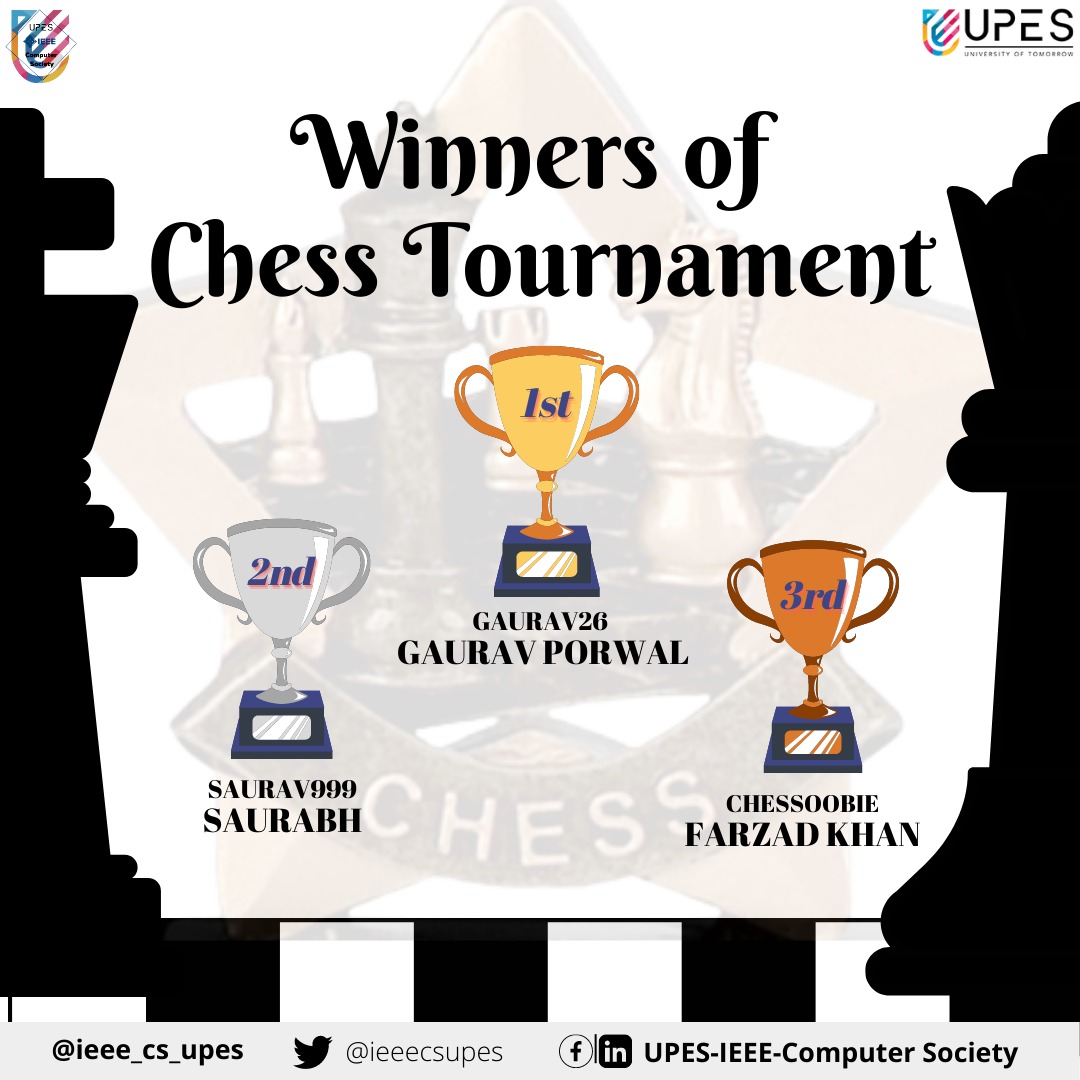 UPES
IEEE
Computer
Society
UPES
UNIVERSITY OF TOMORROW
Winners of
Chess Tournament
1st
2nd
3rd
GAURAV26
GAURAV PORWAL
SAURAV999
SAURABH
CHESSOOBIE
FARZAD KHAN
CHESS
@ieee_cs_upes
@ieeecsupes
UPES-IEEE-Computer Society